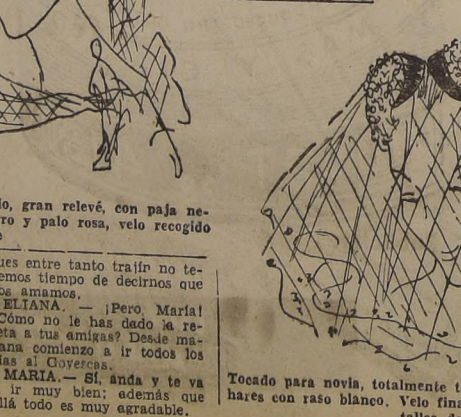 lo, gran relevé, con paja ne-
ro y palo rosa, velo recogido
ues entre tanto trajín no te-
emos tiempo de decirnos que
os amamos.
ELIANA. — ¡Pero, María!
¿Cómo no le has dado la re-
eta a tus amigas? Desde ma-
ana comienzo a ir todos los
ías al Goyescas.
MARIA.— Sí, anda y te va
ir muy bien; además que
llá todo es muy agradable.
Tocado para novia, totalmente t
hares con raso blanco. Velo fina